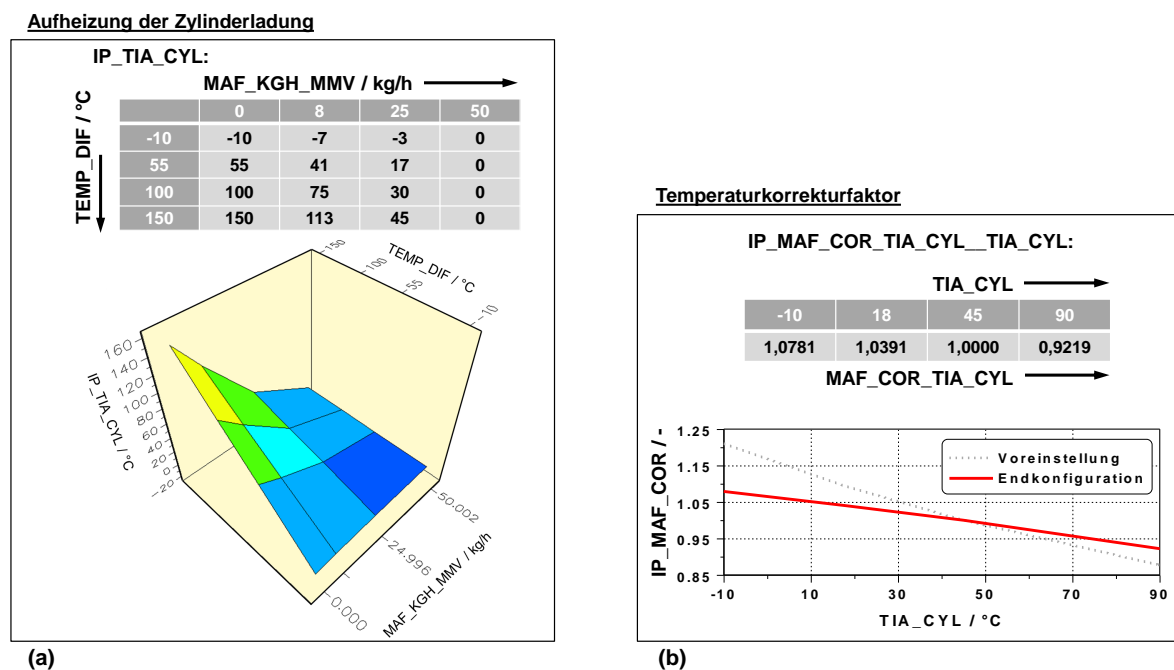 Aufheizung der Zylinderladung
IP_TIA_CYL:
MAF_KGH_MMV / kg/h
TEMP_DIF / °C
0 8 25 50
-10 -10 -7 -3 0
55 55 41 17 0
100 100 75 30 0
150 150 113 45 0
TEMP_DIF / °C
-150
-100
-55
-10
IP_TIA_CYL / °C
160
140
120
100
80
60
40
20
0
-20
50.002
24.996
0.000
MAF_KGH_MMV / kg/h
(a)
Temperaturkorrekturfaktor
IP_MAF_COR_TIA_CYL__TIA_CYL:
TIA_CYL
-10 18 45 90
1,0781 1,0391 1,0000 0,9219
MAF_COR_TIA_CYL
IP_MAF_COR / -
1.25
1.15
1.05
0.95
0.85
Voreinstellung
Endkonfiguration
-10 10 30 50 70 90
TIA_CYL / °C
(b)